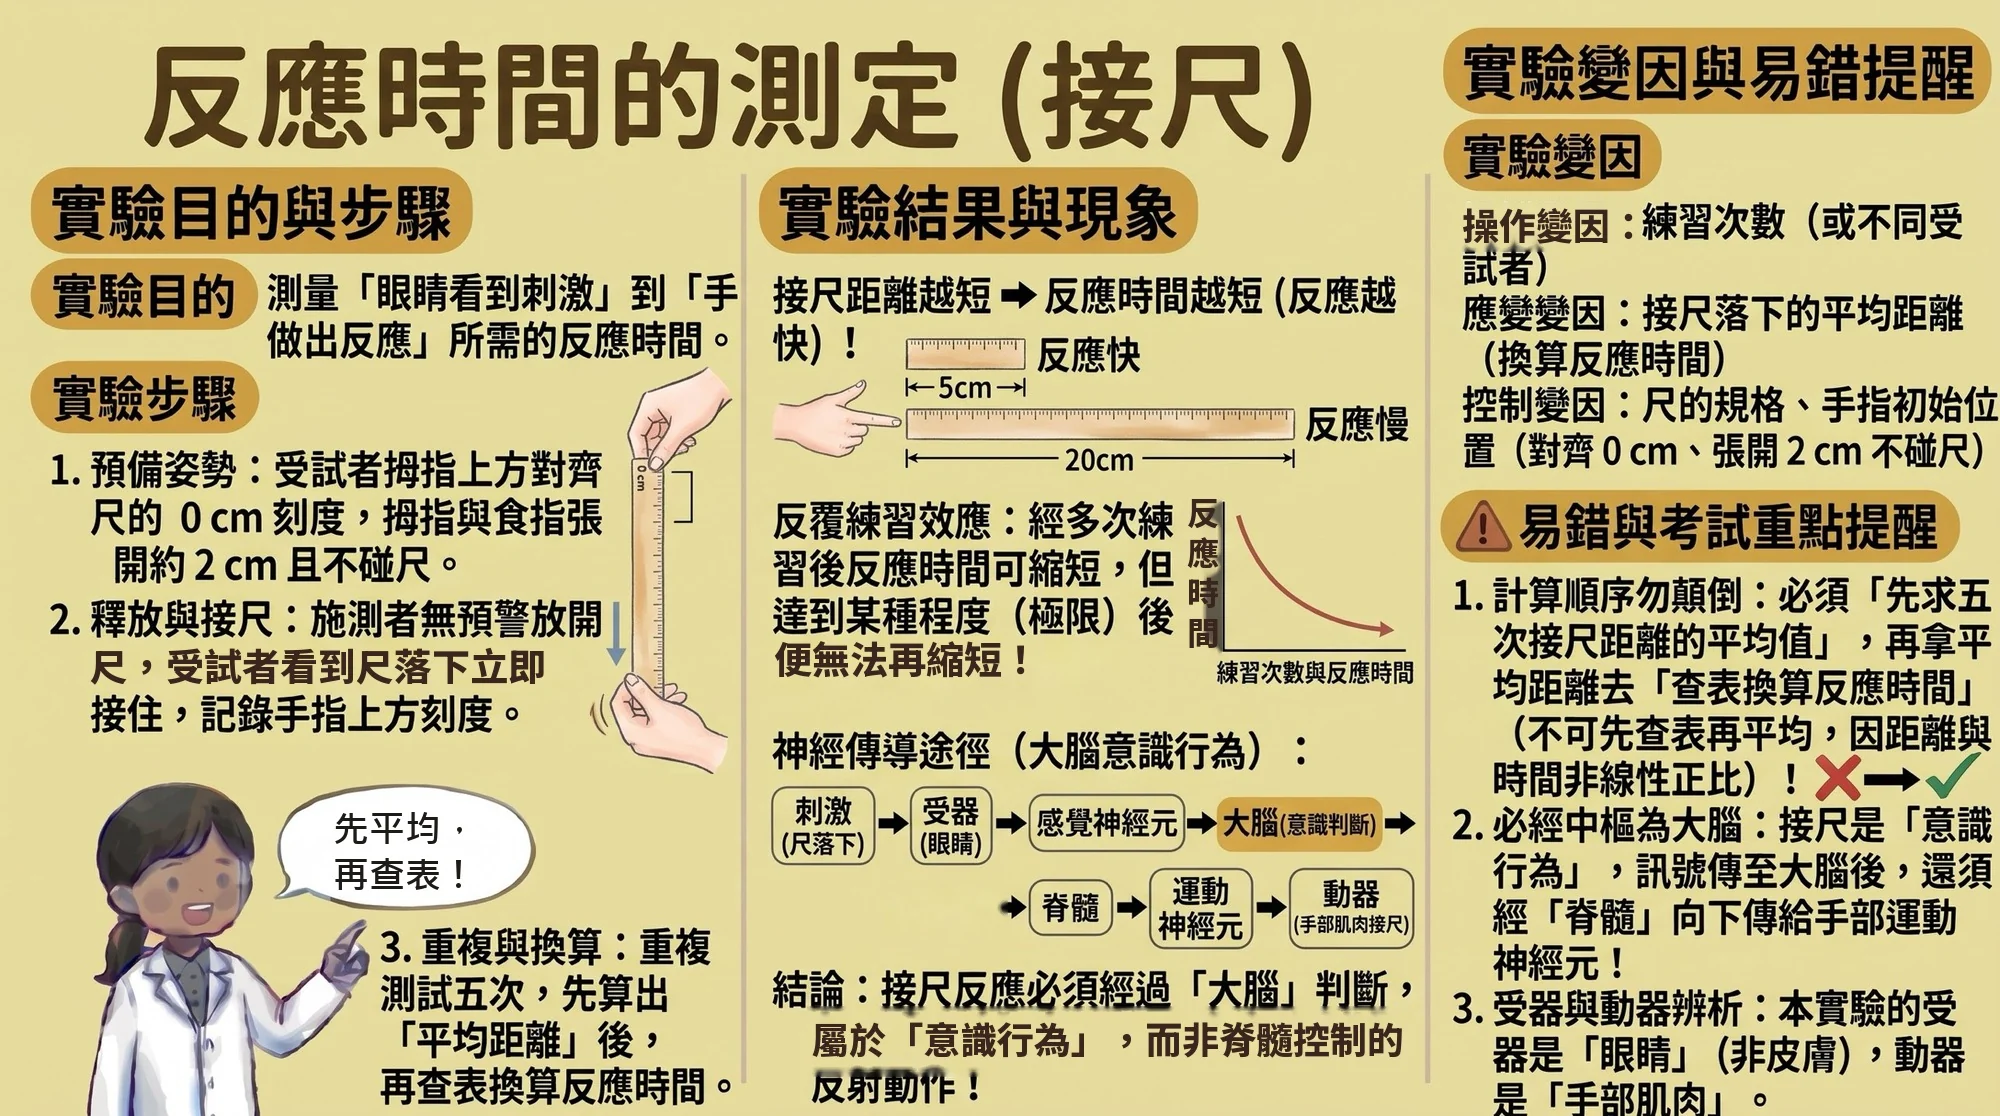 反應時間的測定 (接尺)
實驗目的與步驟
實驗目的
測量「眼睛看到刺激」到「手
做出反應」所需的反應時間。
實驗步驟
1. 預備姿勢：受試者拇指上方對齊
尺的 0 cm 刻度，拇指與食指張
開約 2 cm 且不碰尺。
2. 釋放與接尺：施測者無預警放開
尺，受試者看到尺落下立即
接住，記錄手指上方刻度。
0 cm
先平均，
再查表！
3. 重複與換算：重複
測試五次，先算出
「平均距離」後，
再查表換算反應時間。
實驗結果與現象
接尺距離越短➡反應時間越短 (反應越
快)！
反應快
5cm
反應慢
20cm
反覆練習效應：經多次練
習後反應時間可縮短，但
達到某種程度（極限）後
便無法再縮短！
反應時間
練習次數與反應時間
神經傳導途徑（大腦意識行為）：
刺激
(尺落下)
受器
(眼睛)
感覺神經元
大腦(意識判斷)
脊髓
運動
神經元
動器
(手部肌肉接尺)
結論：接尺反應必須經過「大腦」判斷，
屬於「意識行為」，而非脊髓控制的
反射動作！
實驗變因與易錯提醒
實驗變因
操作變因：練習次數（或不同受
試者）
應變變因：接尺落下的平均距離
（換算反應時間）
控制變因：尺的規格、手指初始位
置（對齊 0 cm、張開 2 cm 不碰尺）
易錯與考試重點提醒
1. 計算順序勿顛倒：必須「先求五
次接尺距離的平均值」，再拿平
均距離去「查表換算反應時間」
（不可先查表再平均，因距離與
時間非線性正比）！
2. 必經中樞為大腦：接尺是「意識
行為」，訊號傳至大腦後，還須
經「脊髓」向下傳給手部運動
神經元！
3. 受器與動器辨析：本實驗的受
器是「眼睛」(非皮膚)，動器
是「手部肌肉」。